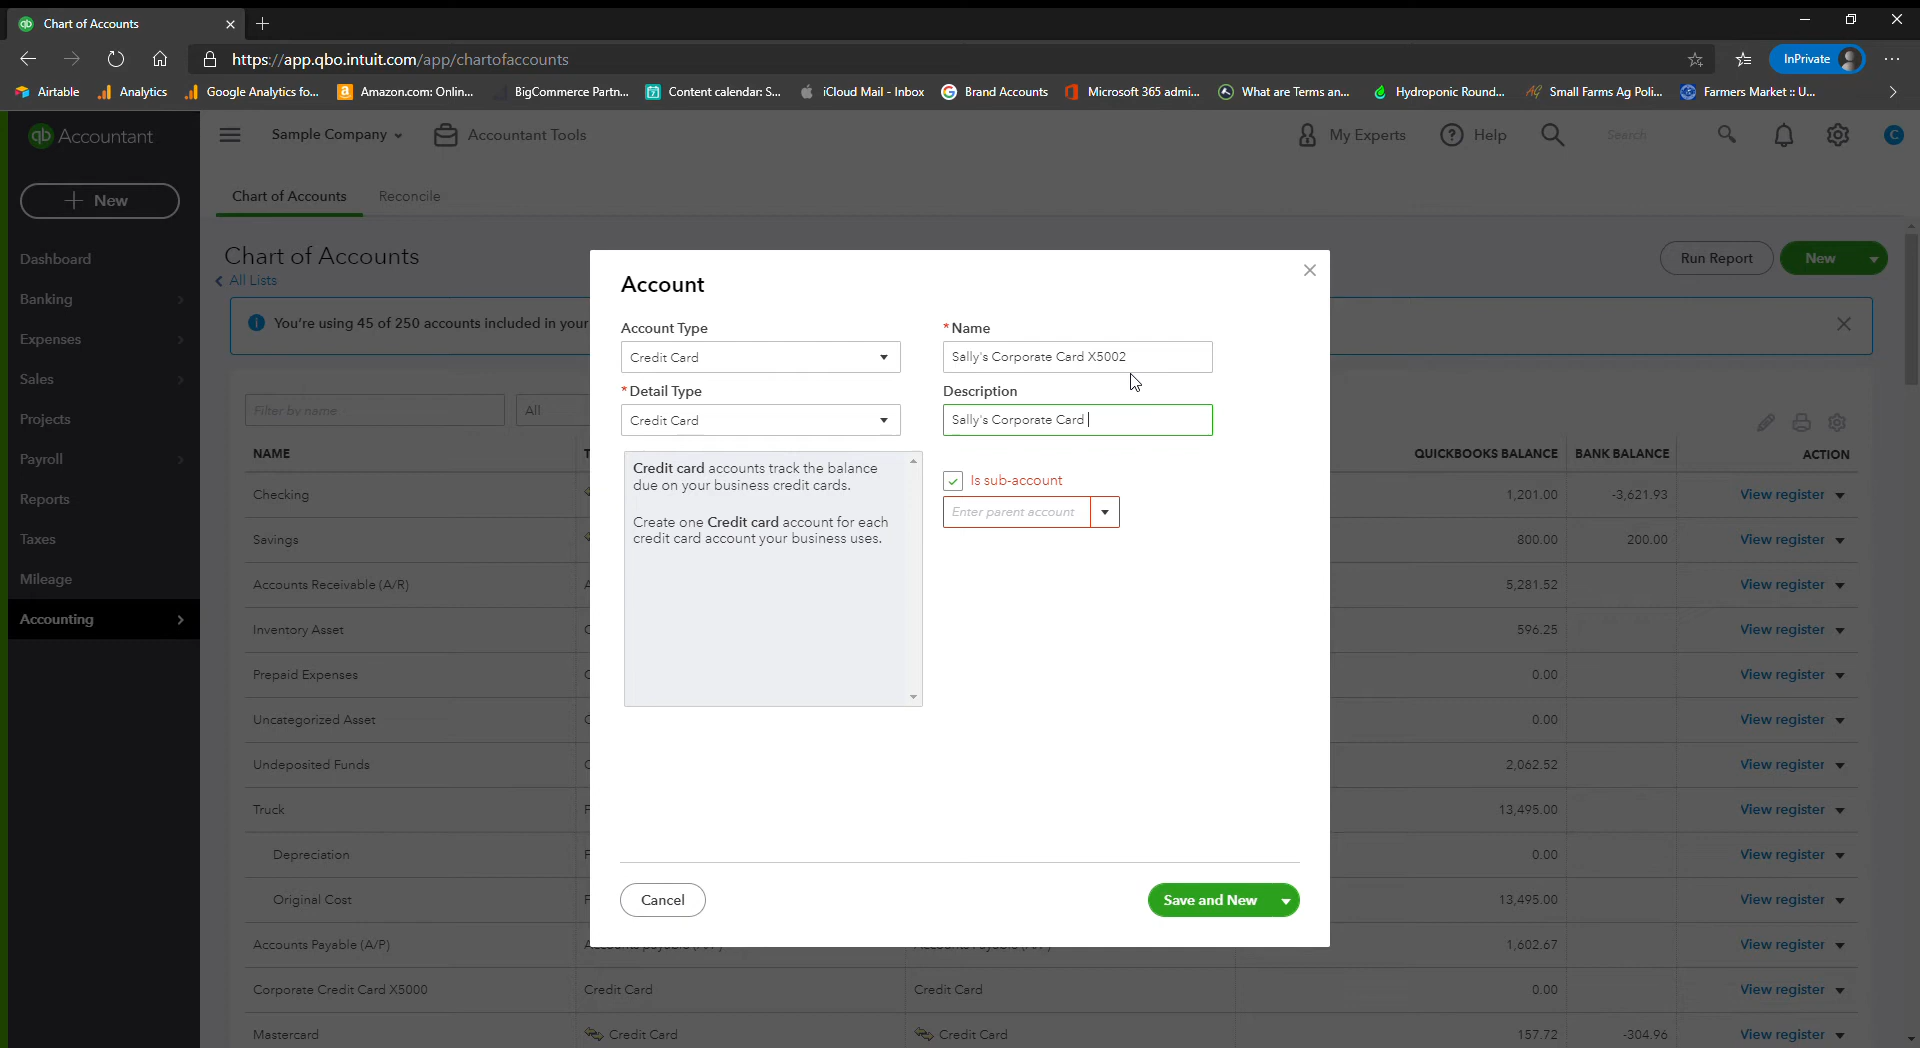 Chart of Accounts
https://app.qbo.intuit.com/app/chartofaccounts
InPrivate
Airtable
Analytics
Google Analytics fo...
Amazon.com: Onlin...
BigCommerce Partn...
Content calendar: S...
iCloud Mail - Inbox
Brand Accounts
Microsoft 365 admi...
What are Terms an...
Hydroponic Round...
Small Farms Ag Poli...
Farmers Market :: U...
qb Accountant
Sample Company
Accountant Tools
My Experts
Help
Search
C
New
Chart of Accounts
Reconcile
Dashboard
Banking
Expenses
Sales
Projects
Payroll
Reports
Taxes
Mileage
Accounting
Chart of Accounts
All Lists
Run Report
New
You're using 45 of 250 accounts included in your
Filter by name
All
NAME
T
QUICKBOOKS BALANCE
BANK BALANCE
ACTION
Checking
1,201.00
-3,621.93
View register
Savings
800.00
200.00
View register
Accounts Receivable (A/R)
5,281.52
View register
Inventory Asset
596.25
View register
Prepaid Expenses
0.00
View register
Uncategorized Asset
0.00
View register
Undeposited Funds
2,062.52
View register
Truck
13,495.00
View register
Depreciation
0.00
View register
Original Cost
13,495.00
View register
Accounts Payable (A/P)
1,602.67
View register
Corporate Credit Card X5000
Credit Card
Credit Card
0.00
View register
Mastercard
Credit Card
Credit Card
157.72
-304.96
View register
Account
Account Type
Credit Card
*Detail Type
Credit Card
Credit card accounts track the balance
due on your business credit cards.
Create one Credit card account for each
credit card account your business uses.
*Name
Sally's Corporate Card X5002
Description
Sally's Corporate Card
Is sub-account
Enter parent account
Cancel
Save and New